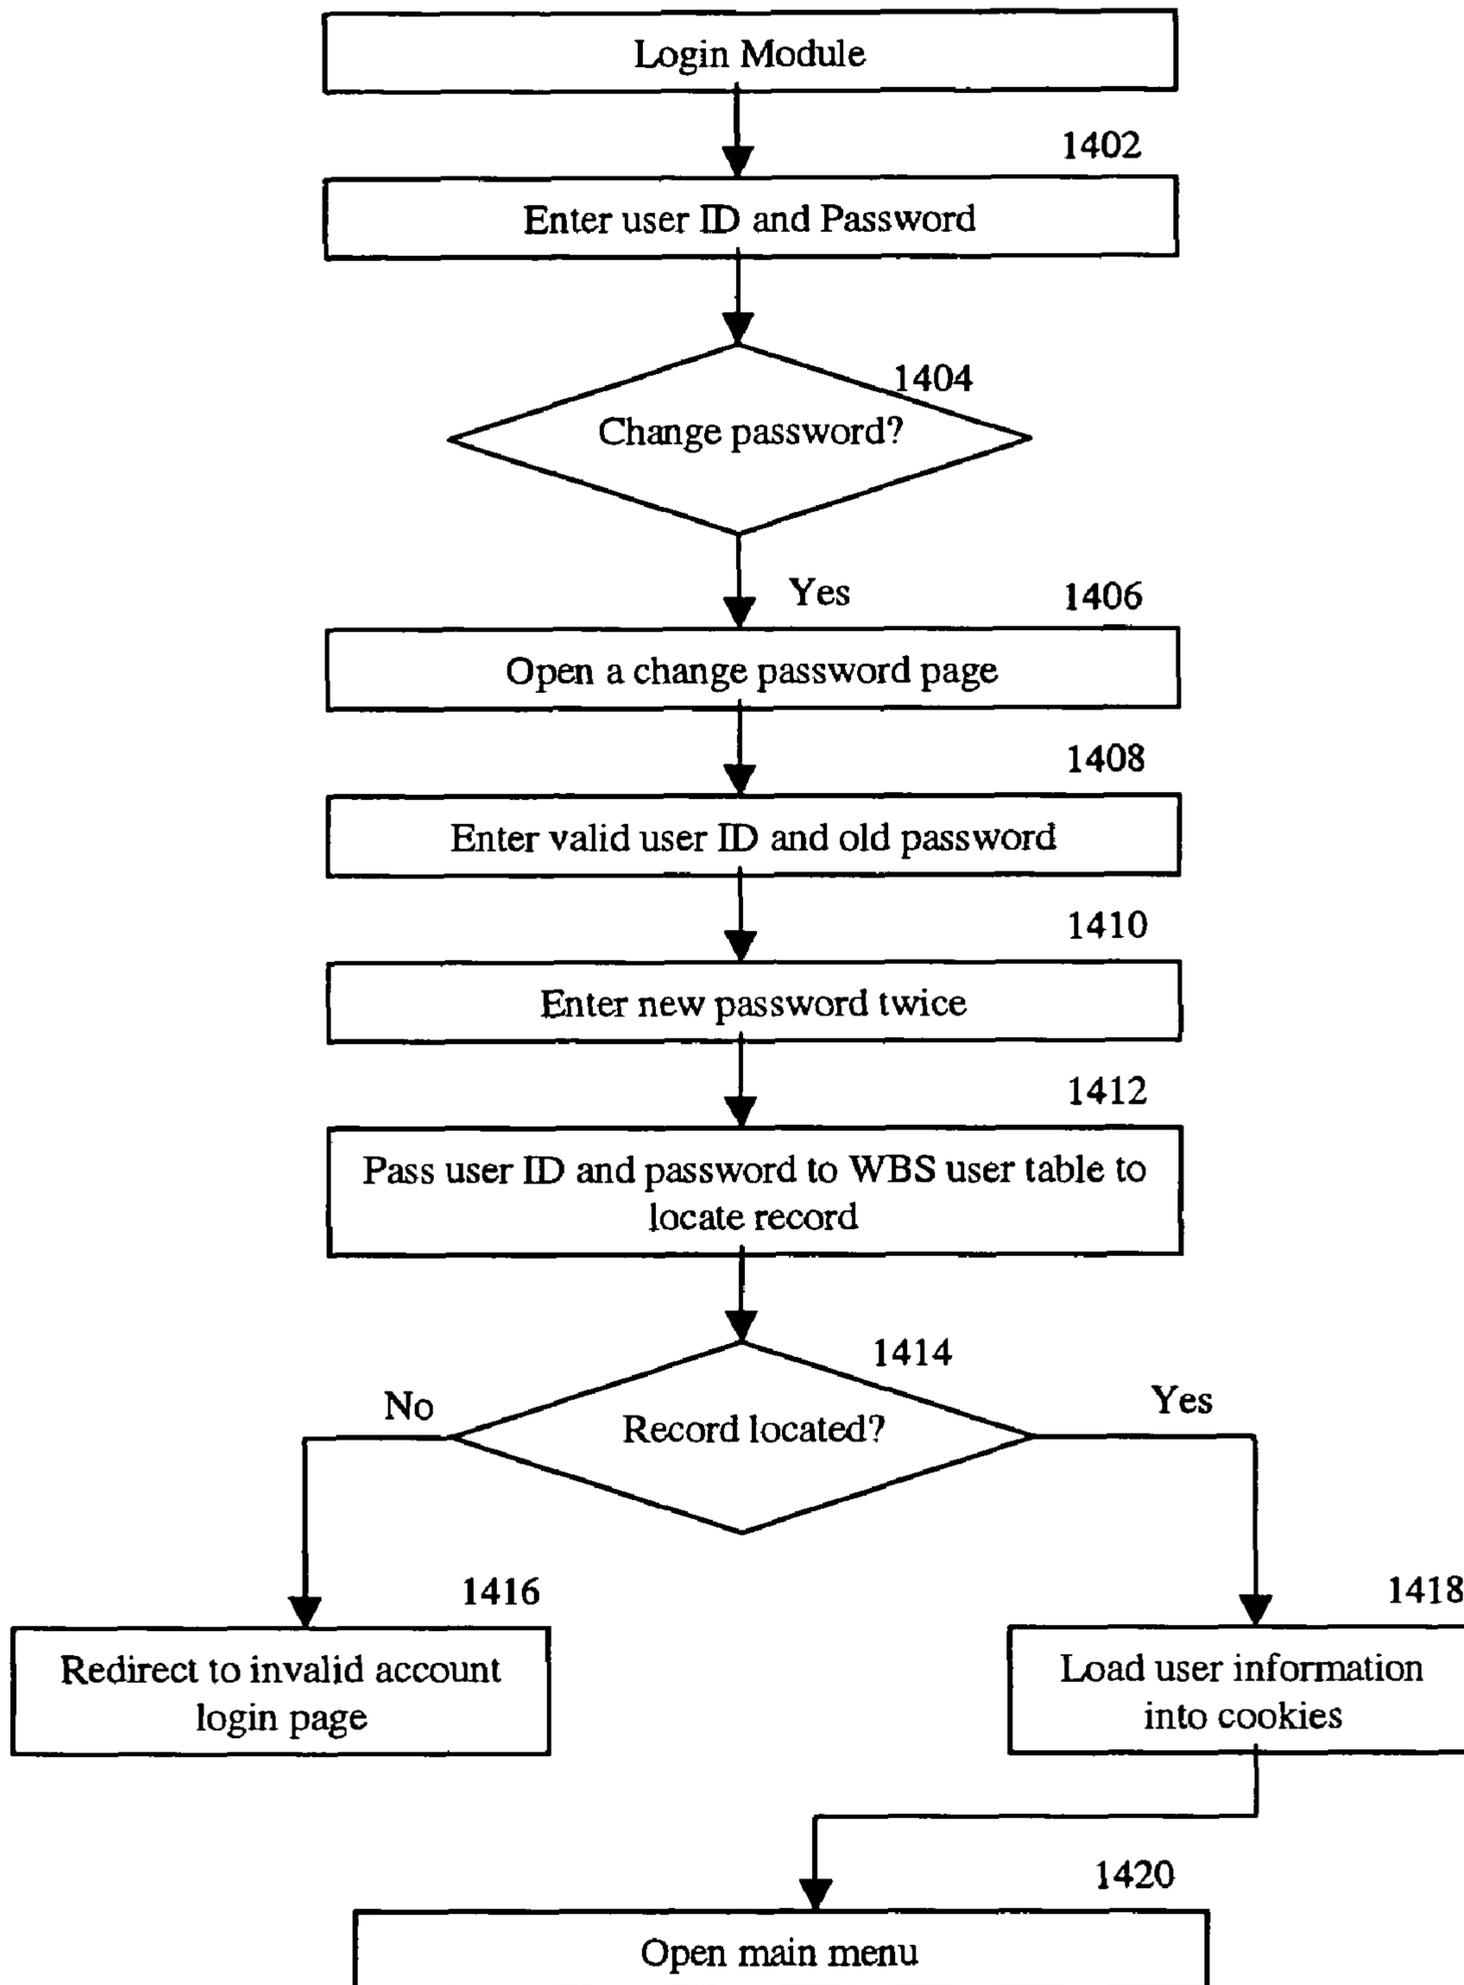 Login Module
1402
Enter user ID and Password
1404
Change password?
Yes
1406
Open a change password page
1408
Enter valid user ID and old password
1410
Enter new password twice
1412
Pass user ID and password to WBS user table to
locate record
1414
No
Yes
Record located?
1416
1418
Redirect to invalid account
login page
Load user information
into cookies
1420
Open main menu